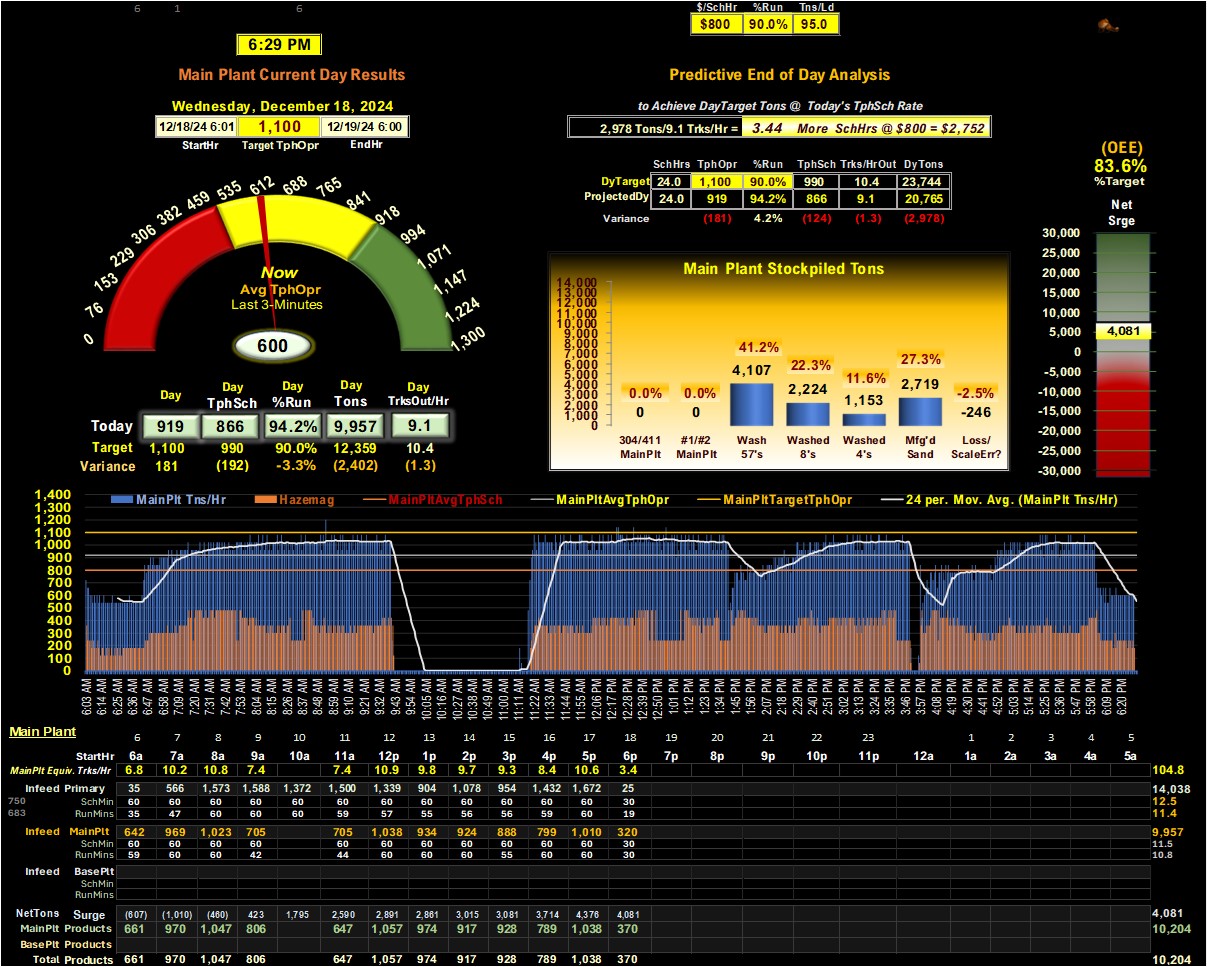 6 1 6
$/SchHr %Run Tns/Ld
$800 90.0% 95.0
6:29 PM
Main Plant Current Day Results
Predictive End of Day Analysis
Wednesday, December 18, 2024
to Achieve DayTarget Tons @ Today's TphSch Rate
12/18/24 6:01 1,100 12/19/24 6:00
StartHr Target TphOpr EndHr
2,978 Tons/9.1 Trks/Hr = 3.44 More SchHrs @ $800 = $2,752
(OEE)
83.6%
%Target
SchHrs TphOpr %Run TphSch Trks/HrOut DyTons
DyTarget 24.0 1,100 90.0% 990 10.4 23,744
ProjectedDy 24.0 919 94.2% 866 9.1 20,765
Variance (181) 4.2% (124) (1.3) (2,978)
0 76 153 229 306 382 459 535 612 688 765 841 918 994 1,071 1,147 1,224 1,300
Now
Avg TphOpr
Last 3-Minutes
600
Net
Srge
30,000
25,000
20,000
15,000
10,000
5,000
0
-5,000
-10,000
-15,000
-20,000
-25,000
-30,000
4,081
Main Plant Stockpiled Tons
14,000
13,000
12,000
11,000
10,000
9,000
8,000
7,000
6,000
5,000
4,000
3,000
2,000
1,000
0
0.0% 0.0% 41.2% 22.3% 11.6% 27.3% -2.5%
0 0 4,107 2,224 1,153 2,719 -246
304/411 #1/#2 Wash Washed Washed Mfg'd Loss/
MainPlt MainPlt 57's 8's 4's Sand ScaleErr?
Day Day TphSch Day %Run Day Tons Day TrksOut/Hr
Today 919 866 94.2% 9,957 9.1
Target 1,100 990 90.0% 12,359 10.4
Variance 181 (192) -3.3% (2,402) (1.3)
MainPlt Tns/Hr Hazemag MainPltAvgTphSch MainPltAvgTphOpr MainPltTargetTphOpr 24 per. Mov. Avg. (MainPlt Tns/Hr)
1,400
1,300
1,200
1,100
1,000
900
800
700
600
500
400
300
200
100
0
6:03 AM 6:14 AM 6:25 AM 6:36 AM 6:47 AM 6:58 AM 7:09 AM 7:20 AM 7:31 AM 7:42 AM 7:53 AM 8:04 AM 8:15 AM 8:26 AM 8:37 AM 8:48 AM 8:59 AM 9:10 AM 9:21 AM 9:32 AM 9:43 AM 9:54 AM 10:05 AM 10:16 AM 10:27 AM 10:38 AM 10:49 AM 11:00 AM 11:11 AM 11:22 AM 11:33 AM 11:44 AM 11:55 AM 12:06 PM 12:17 PM 12:28 PM 12:39 PM 12:50 PM 1:01 PM 1:12 PM 1:23 PM 1:34 PM 1:45 PM 1:56 PM 2:07 PM 2:18 PM 2:29 PM 2:40 PM 2:51 PM 3:02 PM 3:13 PM 3:24 PM 3:35 PM 3:46 PM 3:57 PM 4:08 PM 4:19 PM 4:30 PM 4:41 PM 4:52 PM 5:03 PM 5:14 PM 5:25 PM 5:36 PM 5:47 PM 5:58 PM 6:09 PM 6:20 PM
Main Plant
6 7 8 9 10 11 12 13 14 15 16 17 18 19 20 21 22 23 1 2 3 4 5
StartHr 6a 7a 8a 9a 10a 11a 12p 1p 2p 3p 4p 5p 6p 7p 8p 9p 10p 11p 12a 1a 2a 3a 4a 5a
MainPlt Equiv. Trks/Hr 6.8 10.2 10.8 7.4 7.4 10.9 9.8 9.7 9.3 8.4 10.6 3.4 104.8
Infeed Primary 35 566 1,573 1,588 1,372 1,500 1,339 904 1,078 954 1,432 1,672 25 14,038
750 SchMin 60 60 60 60 60 60 60 60 60 60 60 60 30 12.5
683 RunMins 35 47 60 60 60 59 57 55 56 56 59 60 19 11.4
Infeed MainPlt 642 969 1,023 705 705 1,038 934 924 888 799 1,010 320 9,957
SchMin 60 60 60 60 60 60 60 60 60 60 60 30 11.5
RunMins 59 60 60 42 44 60 60 60 55 60 60 30 10.8
Infeed BasePlt
SchMin
RunMins
NetTons Surge (607) (1,010) (460) 423 1,795 2,590 2,891 2,861 3,015 3,081 3,714 4,376 4,081 4,081
MainPlt Products 661 970 1,047 806 647 1,057 974 917 928 789 1,038 370 10,204
BasePlt Products
Total Products 661 970 1,047 806 647 1,057 974 917 928 789 1,038 370 10,204